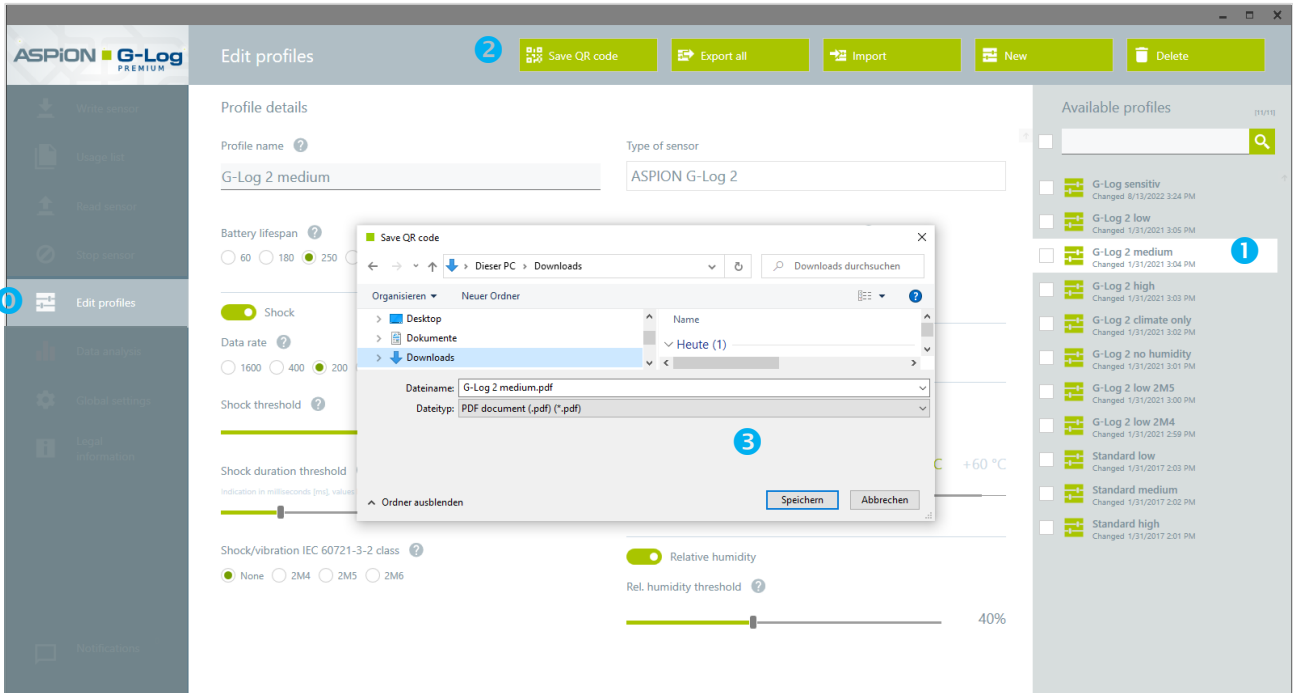 ASPION G-Log
PREMIUM
Edit profiles
2
Save QR code
Export all
Import
New
Delete
Write sensor
Usage list
Read sensor
Stop sensor
0
Edit profiles
Data analysis
Global settings
Legal
information
Notifications
Profile details
Profile name ?
G-Log 2 medium
Type of sensor
ASPION G-Log 2
Battery lifespan ?
60 180 250
Shock
Data rate ?
1600 400 200
Shock threshold ?
Shock duration threshold
indication in milliseconds [ms], values
Shock/vibration IEC 60721-3-2 class ?
None 2M4 2M5 2M6
C +60 °C
Relative humidity
Rel. humidity threshold ?
40%
Save QR code
Dieser PC > Downloads
Downloads durchsuchen
Organisieren
Neuer Ordner
?
Desktop
Dokumente
Downloads
Name
Heute (1)
Dateiname: G-Log 2 medium.pdf
Dateityp: PDF document (.pdf) (*.pdf)
3
Ordner ausblenden
Speichern
Abbrechen
Available profiles
[11/11]
G-Log sensitiv
Changed 8/13/2022 3:24 PM
G-Log 2 low
Changed 1/31/2021 3:05 PM
G-Log 2 medium
Changed 1/31/2021 3:04 PM
1
G-Log 2 high
Changed 1/31/2021 3:03 PM
G-Log 2 climate only
Changed 1/31/2021 3:02 PM
G-Log 2 no humidity
Changed 1/31/2021 3:01 PM
G-Log 2 low 2M5
Changed 1/31/2021 3:00 PM
G-Log 2 low 2M4
Changed 1/31/2021 2:59 PM
Standard low
Changed 1/31/2017 2:03 PM
Standard medium
Changed 1/31/2017 2:02 PM
Standard high
Changed 1/31/2017 2:01 PM